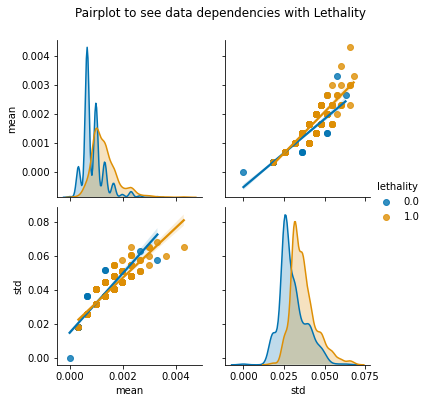 Pairplot to see data dependencies with Lethality
0.004
0.003
0.002
0.001
0.000
mean
lethality
0.0
1.0
0.08
0.06
0.04
0.02
0.00
std
0.000 0.002 0.004
mean
0.000 0.025 0.050 0.075
std